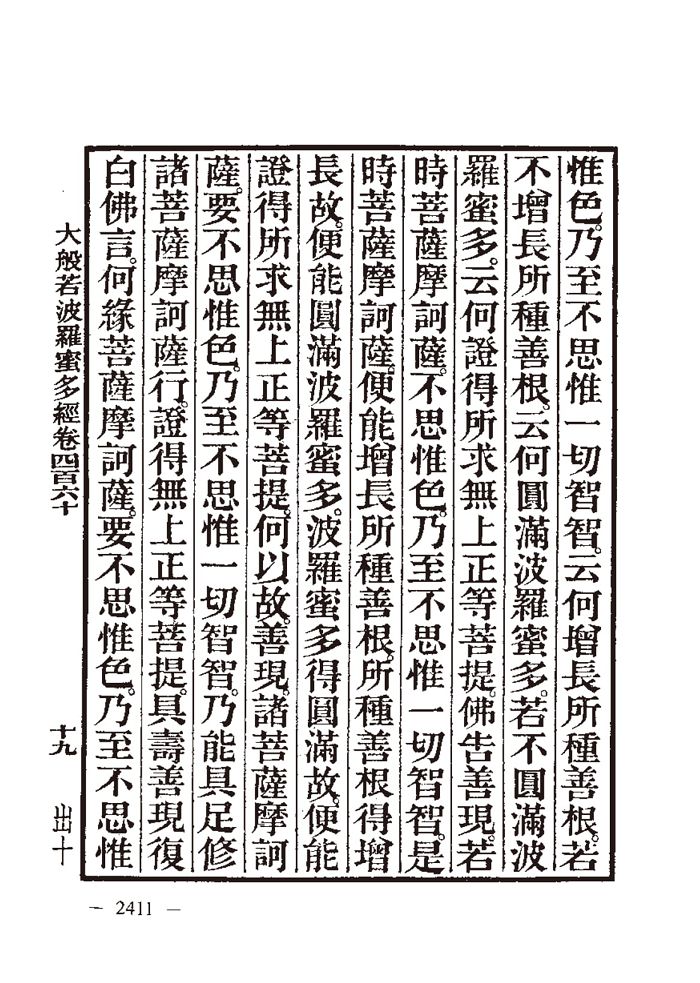 惟色。乃至不思惟一切智智。云何增長所種善根。若
不增長所種善根。云何圓滿波羅蜜多。若不圓滿波
羅蜜多。云何證得所求無上正等菩提。佛告善現。若
時菩薩摩訶薩。不思惟色。乃至不思惟一切智智。是
時菩薩摩訶薩。便能增長所種善根。所種善根得增
長故。便能圓滿波羅蜜多。波羅蜜多得圓滿故。便能
證得所求無上正等菩提。何以故。善現。諸菩薩摩訶
薩。要不思惟色。乃至不思惟一切智智。乃能具足修
諸菩薩摩訶薩行。證得無上正等菩提。具壽善現復
白佛言。何緣菩薩摩訶薩。要不思惟色。乃至不思惟
大般若波羅蜜多經卷四百六十 十九 出十
— 2411 —